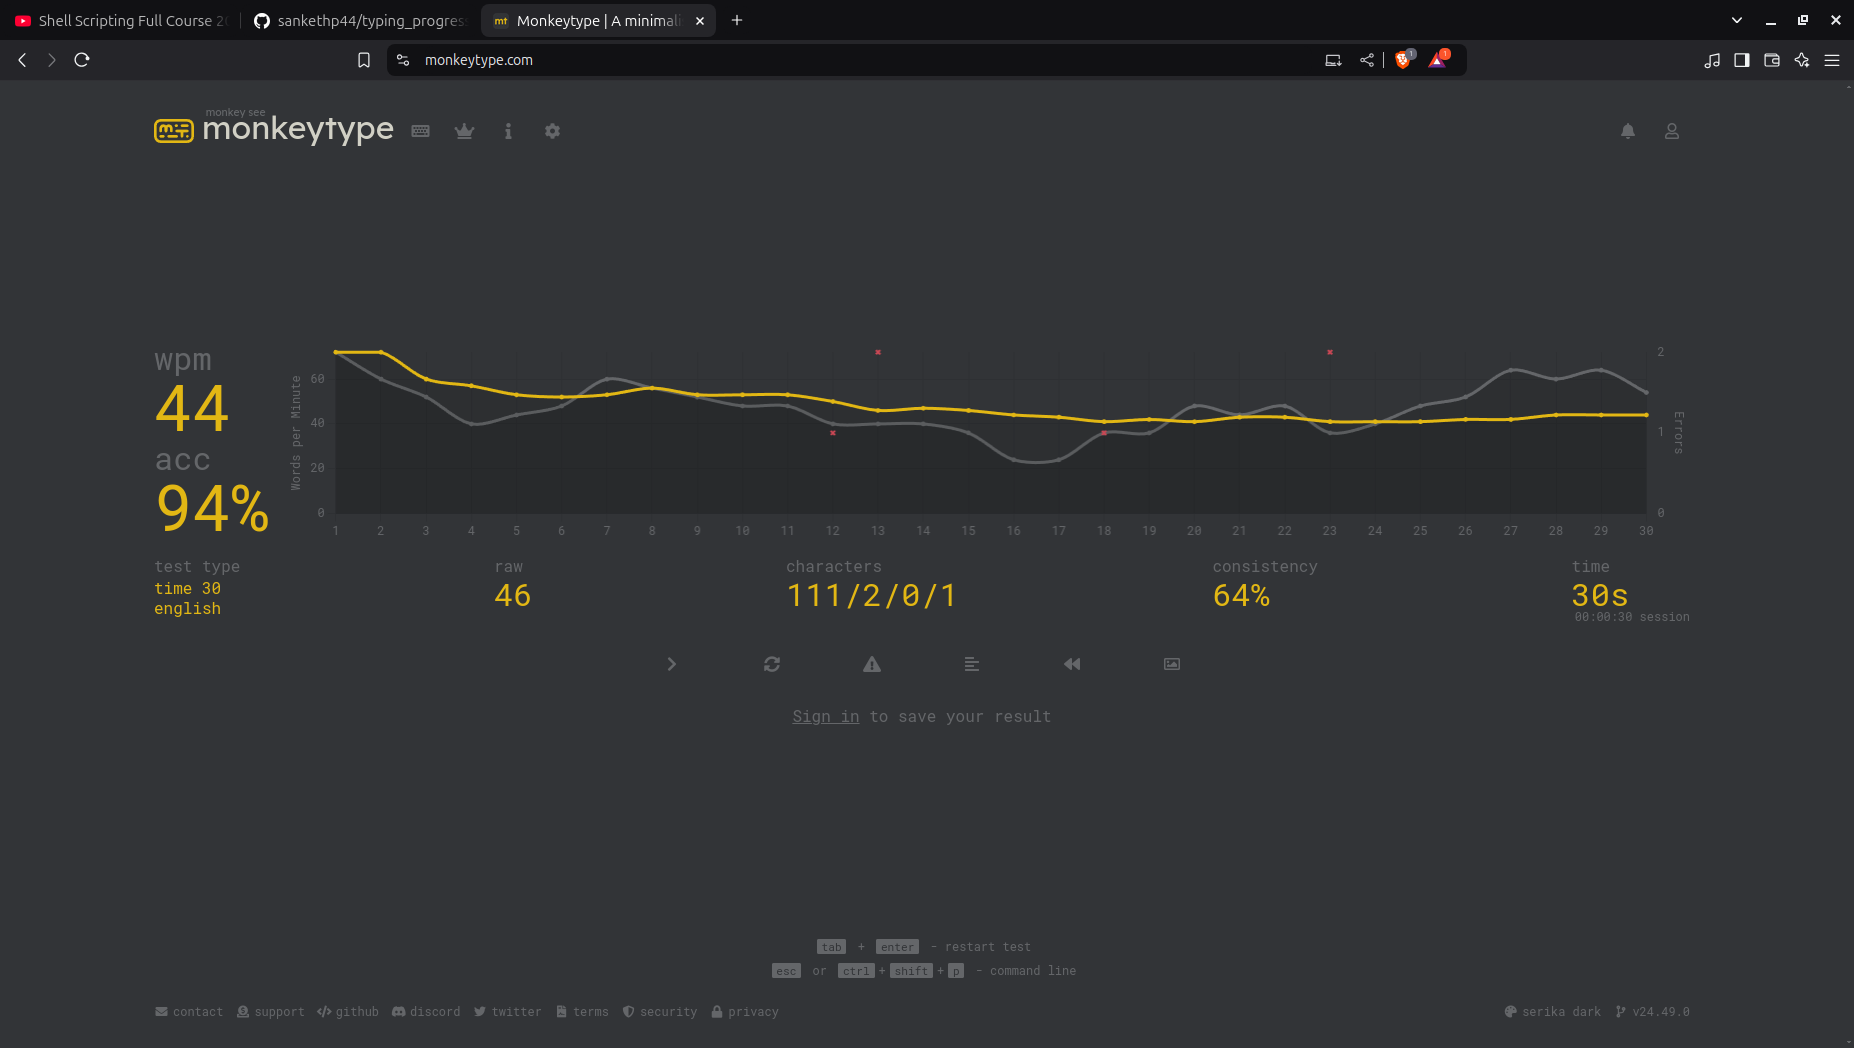 Shell Scripting Full Course 20
sankethp44/typing_progres
mt Monkeytype | A minimali
monkeytype.com
1
1
monkey see
monkeytype
wpm
44
acc
94%
Words per Minute
60
40
20
0
2
1
0
Errors
1 2 3 4 5 6 7 8 9 10 11 12 13 14 15 16 17 18 19 20 21 22 23 24 25 26 27 28 29 30
test type
time 30
english
raw
46
characters
111/2/0/1
consistency
64%
time
30s
00:00:30 session
Sign in to save your result
tab + enter - restart test
esc or ctrl + shift + p - command line
contact support github discord twitter terms security privacy
serika dark v24.49.0